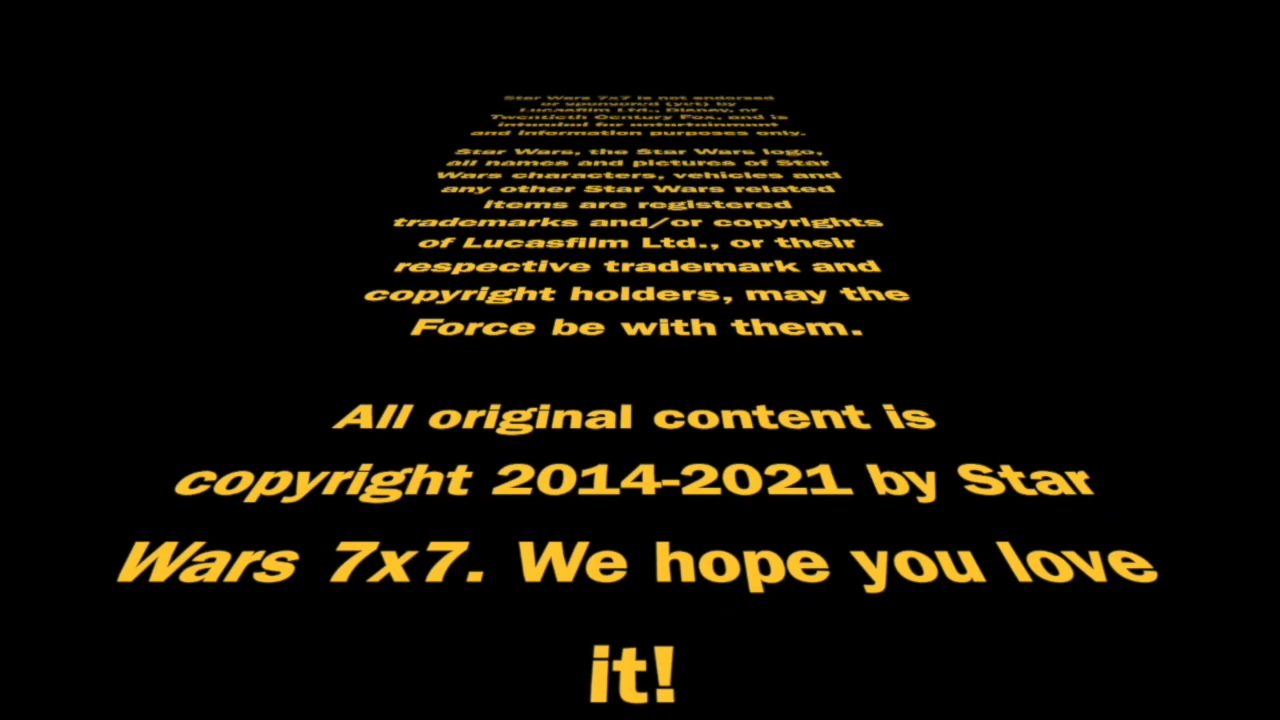 Star Wars 7x7 is not endorsed
or sponsored (yet) by
Lucasfilm Ltd., Disney, or
Twentieth Century Fox, and is
intended for entertainment
and information purposes only.
Star Wars, the Star Wars logo,
all names and pictures of Star
Wars characters, vehicles and
any other Star Wars related
items are registered
trademarks and/or copyrights
of Lucasfilm Ltd., or their
respective trademark and
copyright holders, may the
Force be with them.
All original content is
copyright 2014-2021 by Star
Wars 7x7. We hope you love
it!